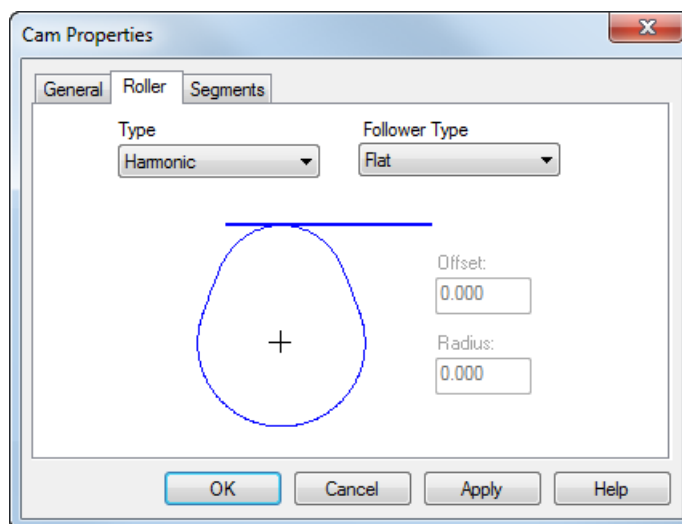 Cam Properties
General Roller Segments
Type Follower Type
Harmonic Flat
Offset:
0.000
Radius:
0.000
OK Cancel Apply Help